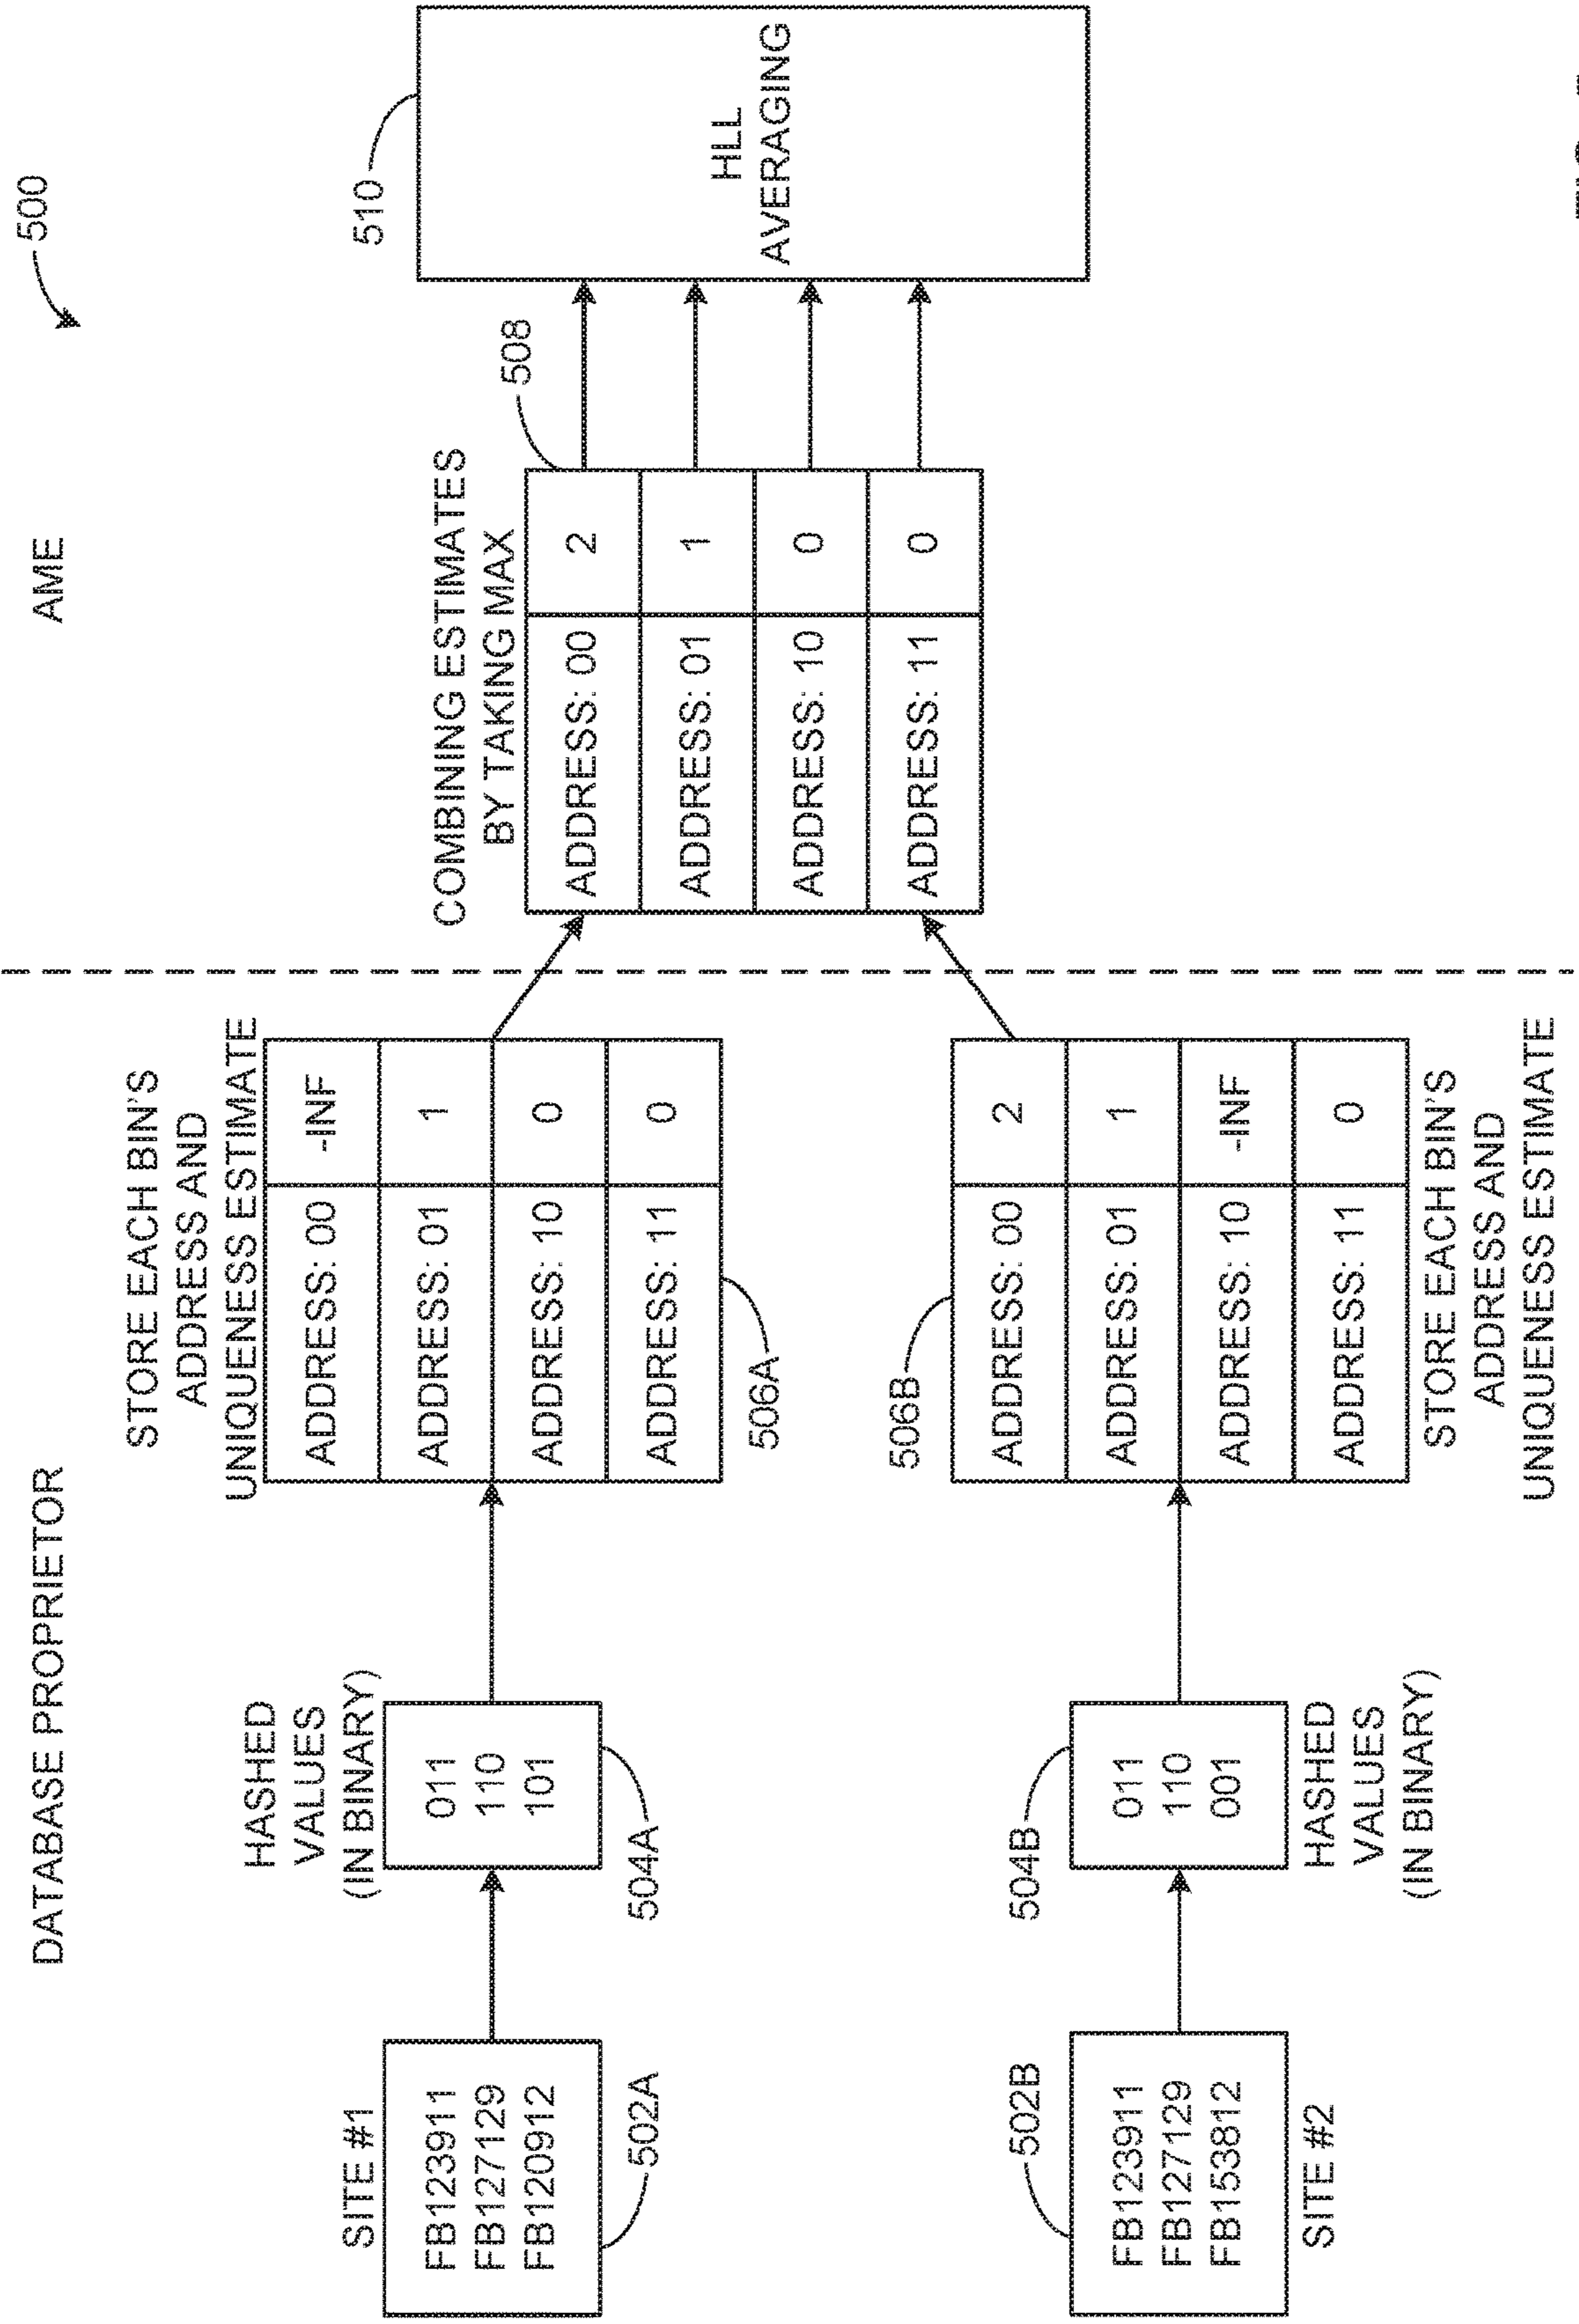 500
DATABASE PROPRIETOR
AME
SITE #1
FB123911
FB127129
FB120912
502A
HASHED
VALUES
(IN BINARY)
011
110
101
504A
STORE EACH BIN'S
ADDRESS AND
UNIQUENESS ESTIMATE
ADDRESS: 00 -INF
ADDRESS: 01 1
ADDRESS: 10 0
ADDRESS: 11 0
506A
502B
FB123911
FB127129
FB153812
SITE #2
504B
011
110
001
HASHED
VALUES
(IN BINARY)
506B
ADDRESS: 00 2
ADDRESS: 01 1
ADDRESS: 10 -INF
ADDRESS: 11 0
STORE EACH BIN'S
ADDRESS AND
UNIQUENESS ESTIMATE
COMBINING ESTIMATES
BY TAKING MAX
508
ADDRESS: 00 2
ADDRESS: 01 1
ADDRESS: 10 0
ADDRESS: 11 0
510
HLL
AVERAGING